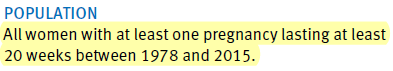 POPULATION
All women with at least one pregnancy lasting at least
20 weeks between 1978 and 2015.